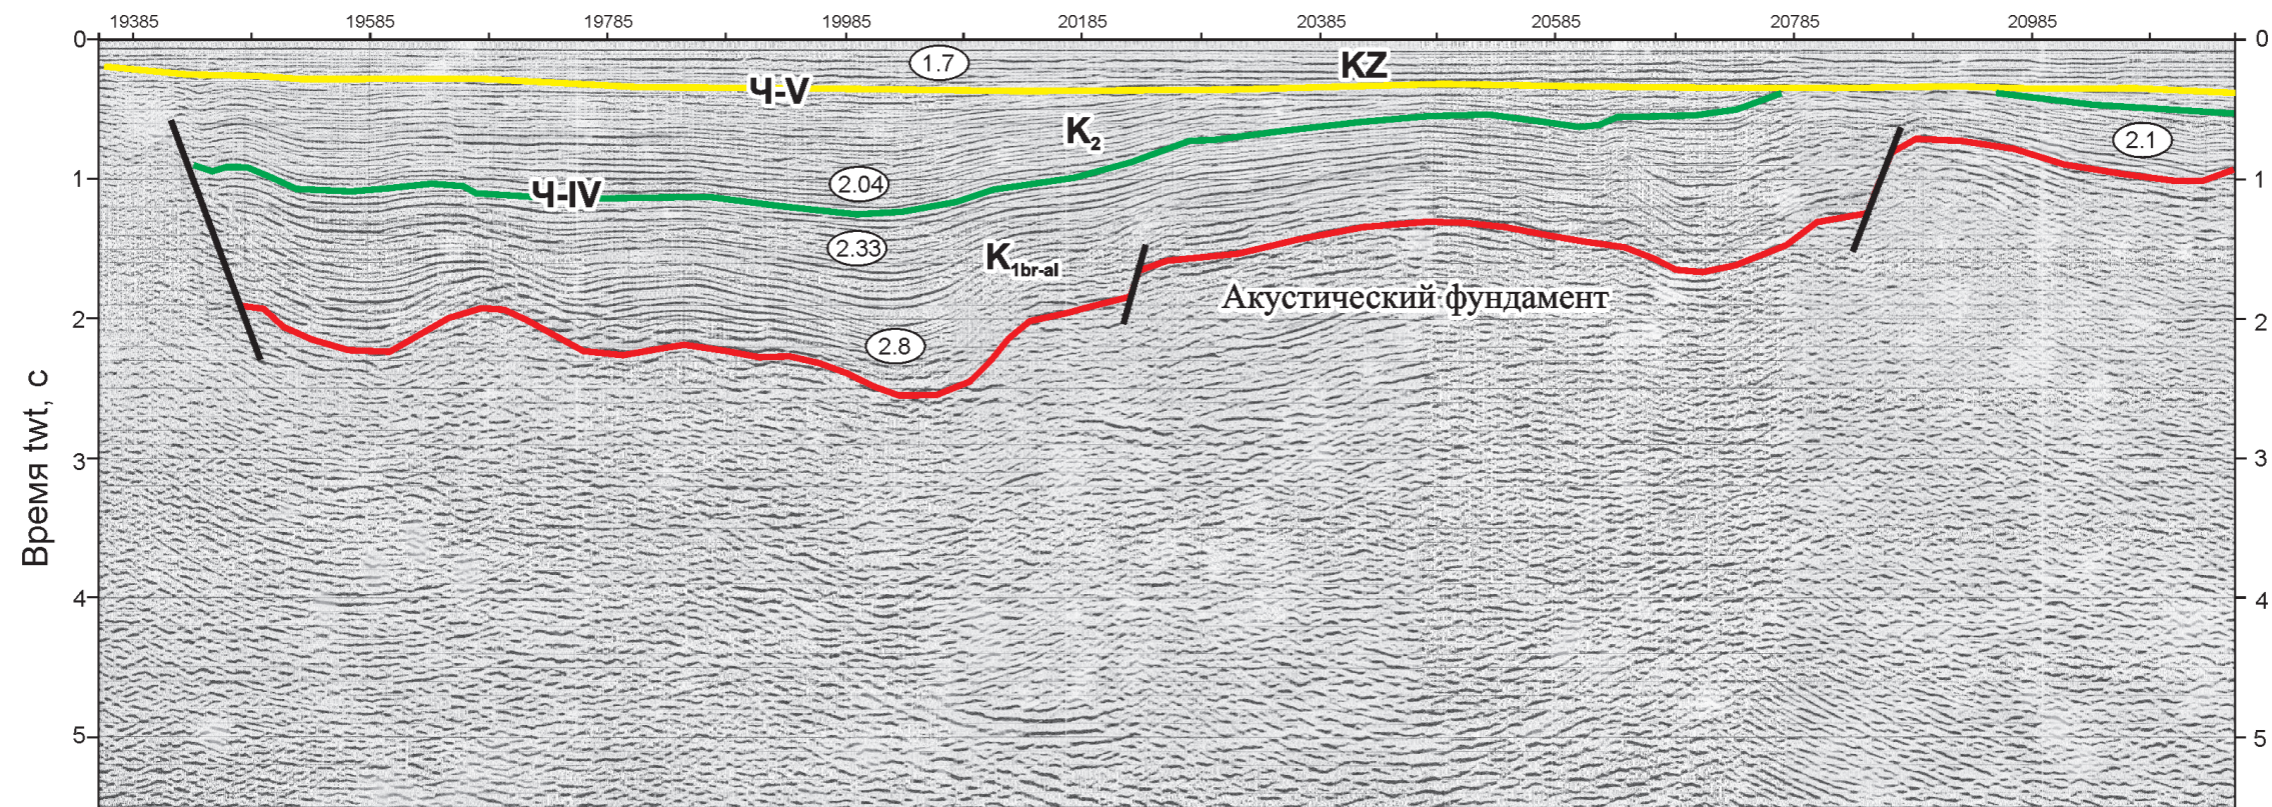 19385 19585 19785 19985 20185 20385 20585 20785 20985
0 0
1.7 KZ
Ч-V
K2
2.1
1 1
2.04
Ч-IV
2.33
K1br-al
Акустический фундамент
2 2
2.8
Время twt, с
3 3
4 4
5 5